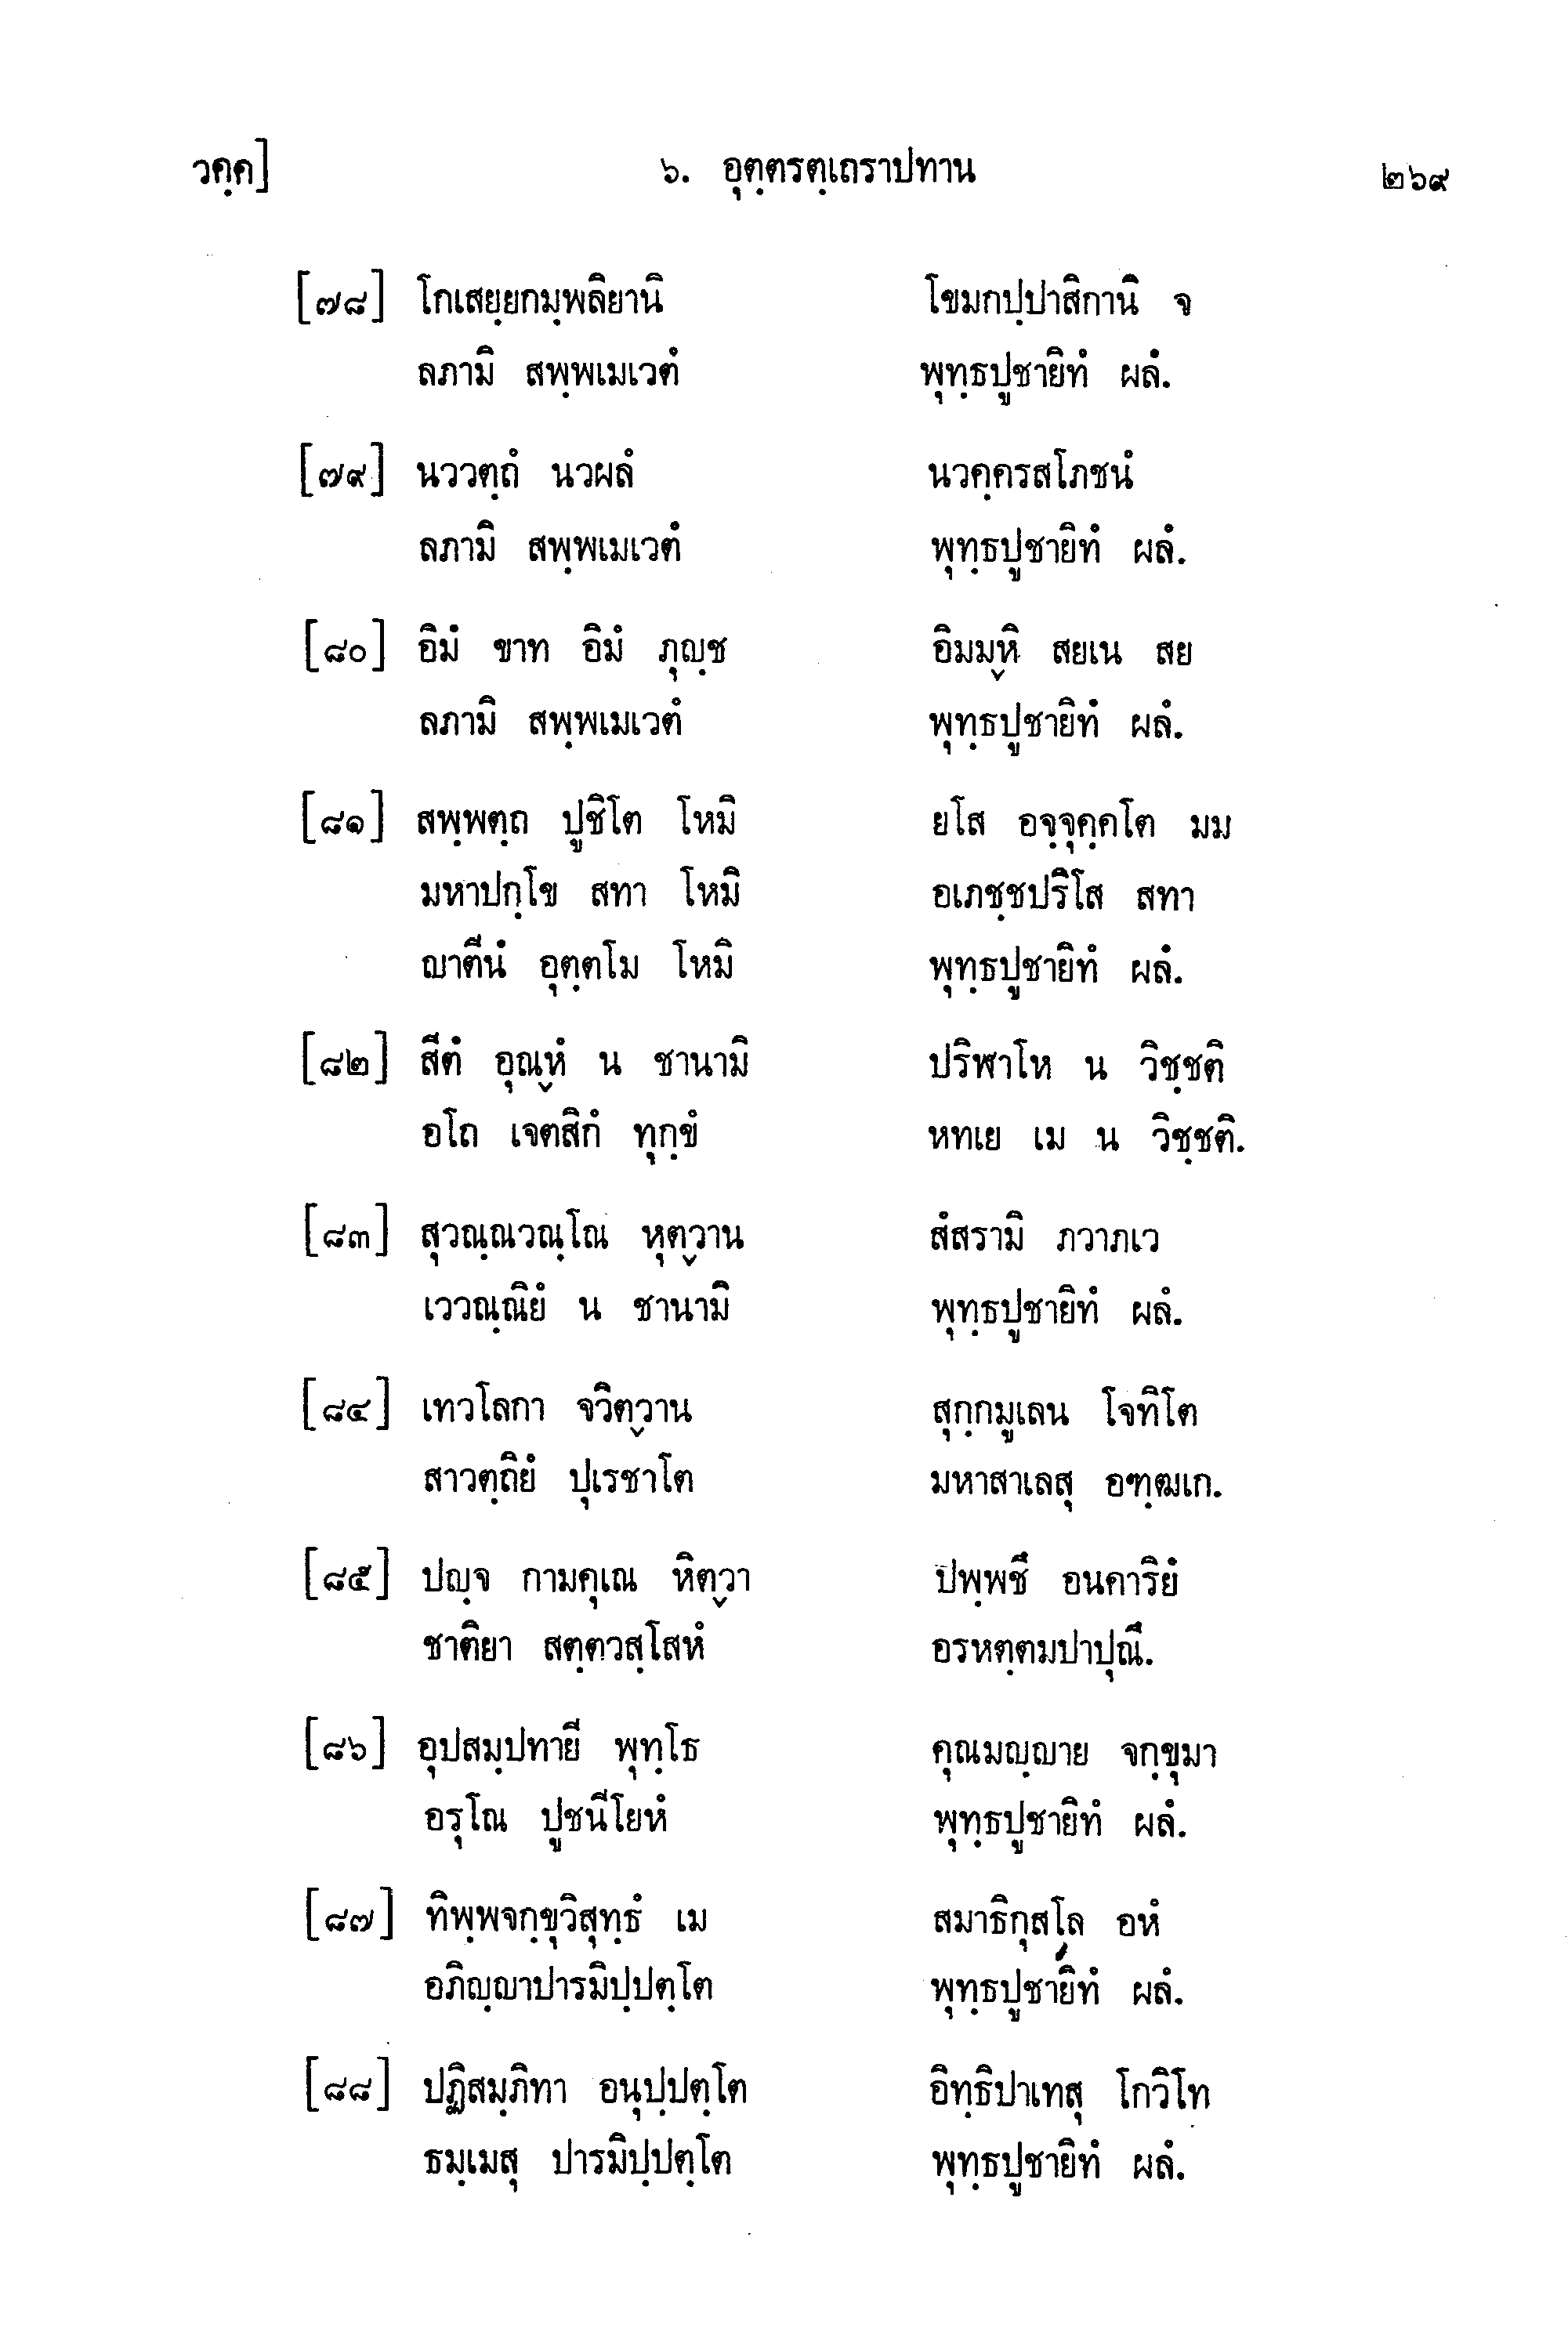 วคฺค] ๖. อุตฺตรตฺเถราปทาน ๒๖๙
[๗๘] โกเสยฺยกมฺพลิยานิ โขมกปฺปาสิกานิ จ
ลภามิ สพฺพเมเวตํ พุทฺธปูชายิทํ ผลํ.
[๗๙] นววตฺถํ นวผลํ นวคฺครสโภชนํ
ลภามิ สพฺพเมเวตํ พุทฺธปูชายิทํ ผลํ.
[๘๐] อิมํ ขาท อิมํ ภุญฺช อิมมฺหิ สยเน สย
ลภามิ สพฺพเมเวตํ พุทฺธปูชายิทํ ผลํ.
[๘๑] สพฺพตฺถ ปูชิโต โหมิ ยโส อจฺจุคฺคโต มม
มหาปกฺโข สทา โหมิ อเภชฺชปริโส สทา
ญาตีนํ อุตฺตโม โหมิ พุทฺธปูชายิทํ ผลํ.
[๘๒] สีตํ อุณฺหํ น ชานามิ ปริฬาโห น วิชฺชติ
อโถ เจตสิกํ ทุกฺขํ หทเย เม น วิชฺชติ.
[๘๓] สุวณฺณวณฺโณ หุตฺวาน สํสรามิ ภวาภเว
เววณฺณิยํ น ชานามิ พุทฺธปูชายิทํ ผลํ.
[๘๔] เทวโลกา จวิตฺวาน สุกฺกมูเลน โจทิโต
สาวตฺถิยํ ปุเรชาโต มหาสาเลสุ อฑฺฒเก.
[๘๕] ปญฺจ กามคุเณ หิตฺวา ปพฺพชึ อนคาริยํ
ชาติยา สตฺตวสฺโสหํ อรหตฺตมปาปุณึ.
[๘๖] อุปสมฺปทายี พุทฺโธ คุณมญฺญาย จกฺขุมา
อรุโณ ปูชนีโยหํ พุทฺธปูชายิทํ ผลํ.
[๘๗] ทิพฺพจกฺขุวิสุทฺธํ เม สมาธิกุสโล อหํ
อภิญฺญาปารมิปฺปตฺโต พุทฺธปูชายิทํ ผลํ.
[๘๘] ปฏิสมฺภิทา อนุปฺปตฺโต อิทฺธิปาเทสุ โกวิโท
ธมฺเมสุ ปารมิปฺปตฺโต พุทฺธปูชายิทํ ผลํ.